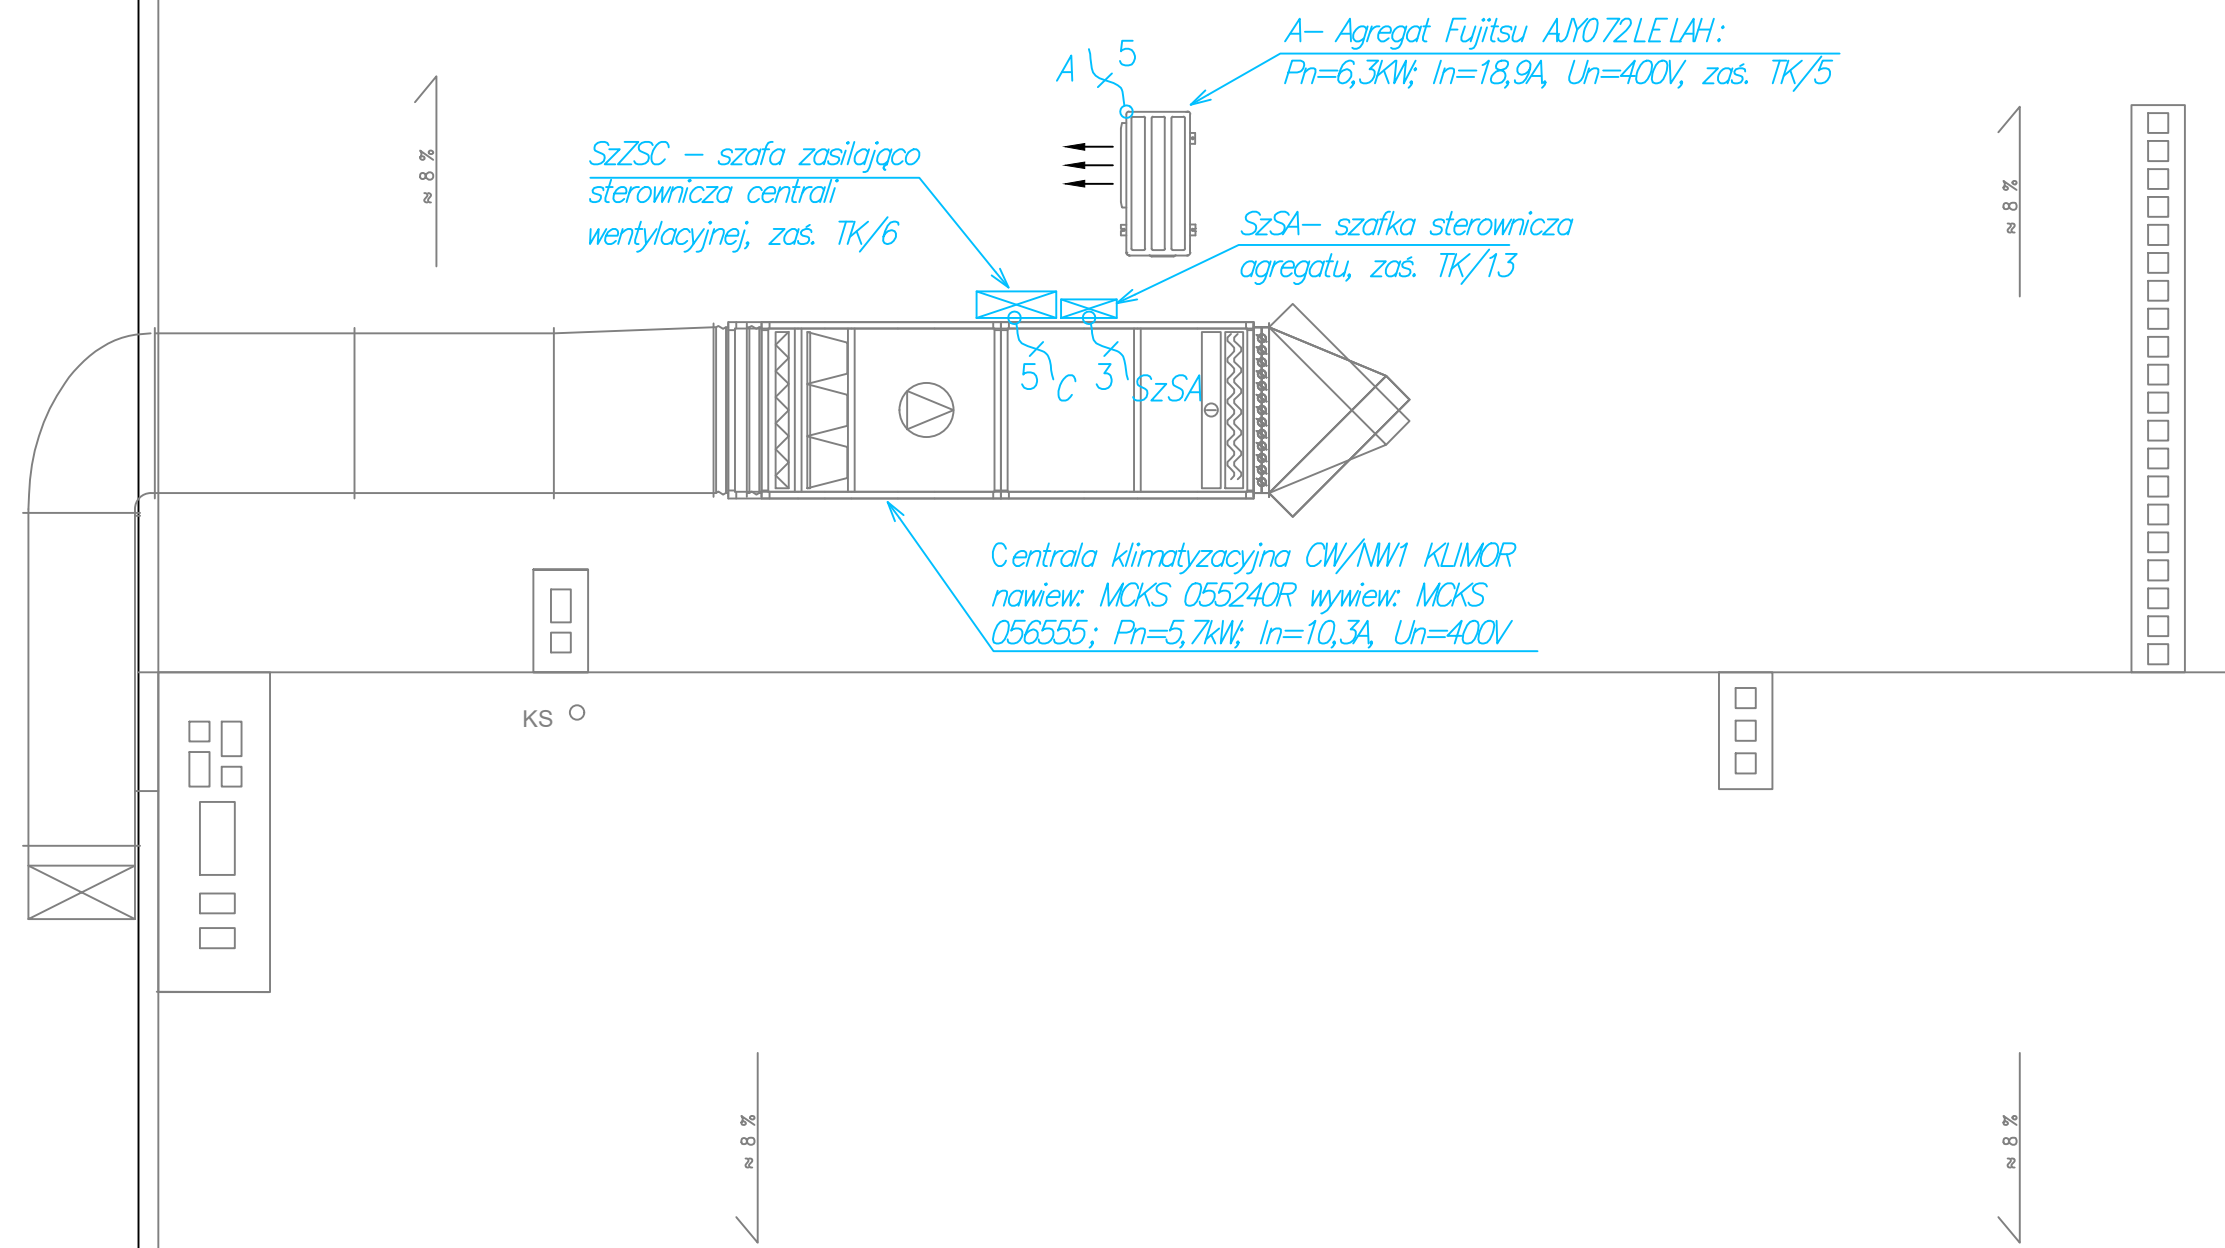 A– Agregat Fujitsu AJY072LELAH:
Pn=6,3KW; In=18,9A, Un=400V, zaś. TK/5
A 5
SzZSC – szafa zasilająco
sterownicza centrali
wentylacyjnej, zaś. TK/6
SzSA– szafka sterownicza
agregatu, zaś. TK/13
≈ 8 %
≈ 8 %
5 C 3 SzSA
Centrala klimatyzacyjna CW/NW1 KLIMOR
nawiew: MCKS 055240R wywiew: MCKS
056555; Pn=5,7kW; In=10,3A, Un=400V
KS
≈ 8 %
≈ 8 %